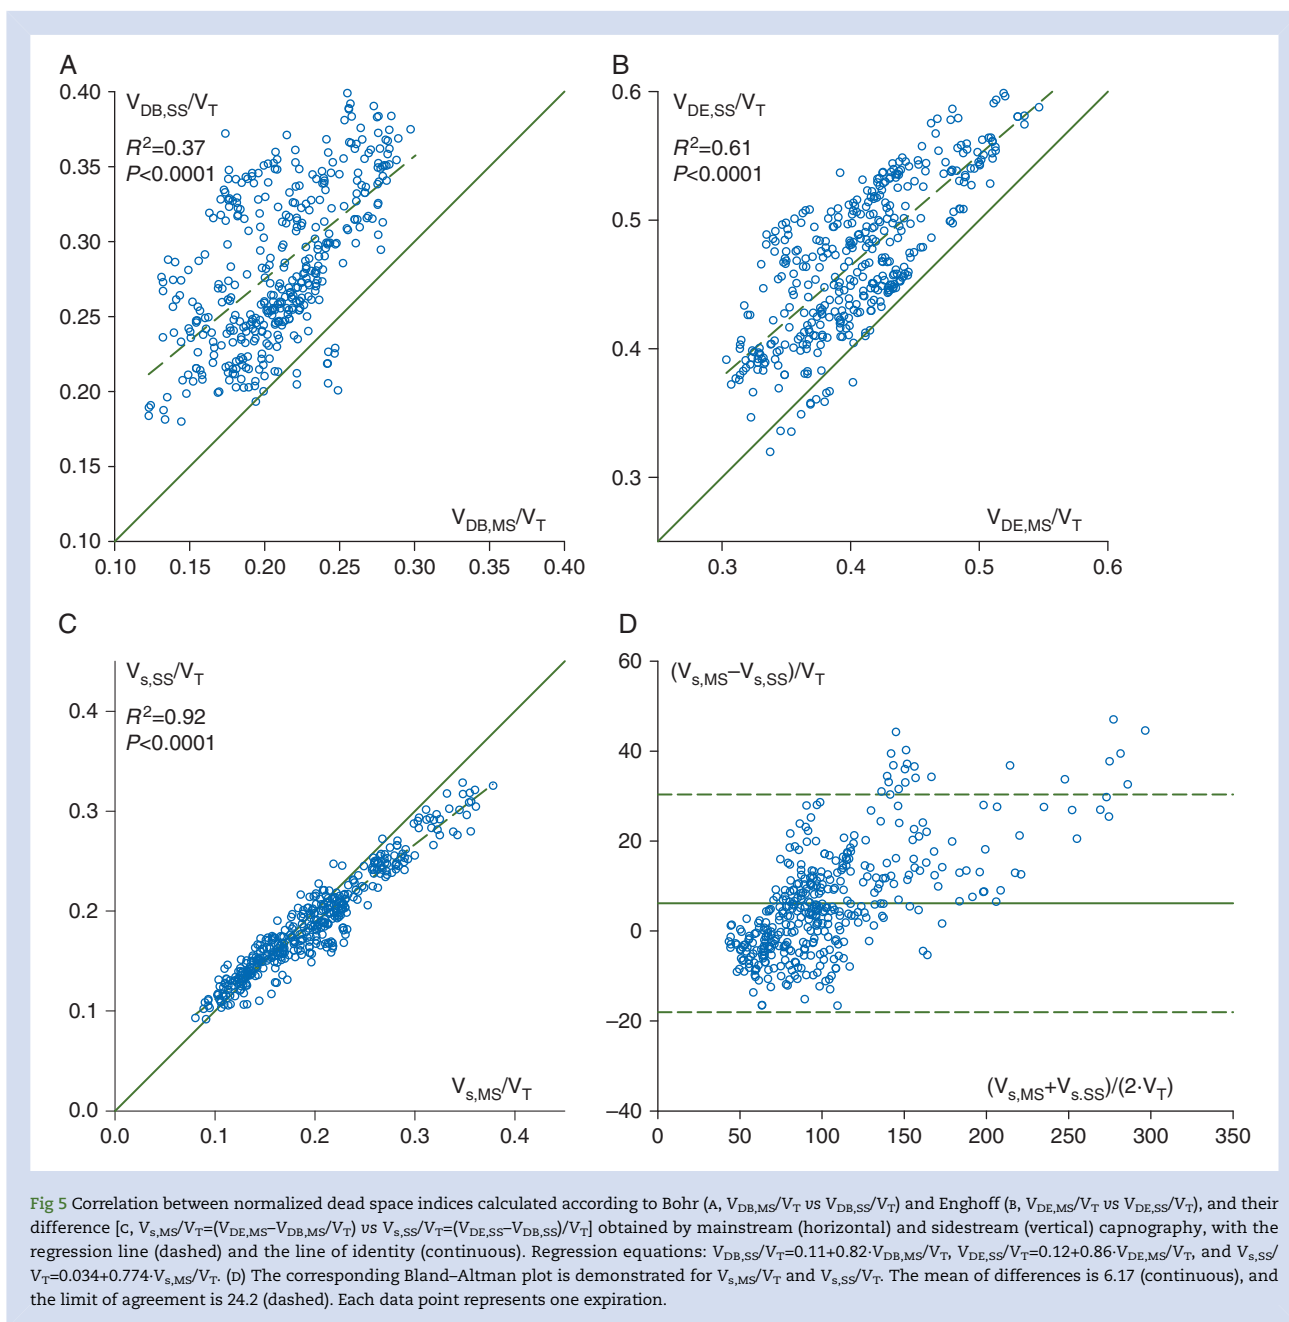 A
V_DB,SS/V_T
R²=0.37
P<0.0001
0.40
0.35
0.30
0.25
0.20
0.15
0.10
V_DB,MS/V_T
0.10 0.15 0.20 0.25 0.30 0.35 0.40
B
V_DE,SS/V_T
R²=0.61
P<0.0001
0.6
0.5
0.4
0.3
V_DE,MS/V_T
0.3 0.4 0.5 0.6
C
V_s,SS/V_T
R²=0.92
P<0.0001
0.4
0.3
0.2
0.1
0.0
V_s,MS/V_T
0.0 0.1 0.2 0.3 0.4
D
(V_s,MS–V_s,SS)/V_T
60
40
20
0
–20
–40
(V_s,MS+V_s.SS)/(2·V_T)
0 50 100 150 200 250 300 350
Fig 5 Correlation between normalized dead space indices calculated according to Bohr (A, V_DB,MS/V_T vs V_DB,SS/V_T) and Enghoff (B, V_DE,MS/V_T vs V_DE,SS/V_T), and their
difference [C, V_s,MS/V_T=(V_DE,MS–V_DB,MS/V_T) vs V_s,SS/V_T=(V_DE,SS–V_DB,SS)/V_T] obtained by mainstream (horizontal) and sidestream (vertical) capnography, with the
regression line (dashed) and the line of identity (continuous). Regression equations: V_DB,SS/V_T=0.11+0.82·V_DB,MS/V_T, V_DE,SS/V_T=0.12+0.86·V_DE,MS/V_T, and V_s,SS/
V_T=0.034+0.774·V_s,MS/V_T. (D) The corresponding Bland–Altman plot is demonstrated for V_s,MS/V_T and V_s,SS/V_T. The mean of differences is 6.17 (continuous), and
the limit of agreement is 24.2 (dashed). Each data point represents one expiration.